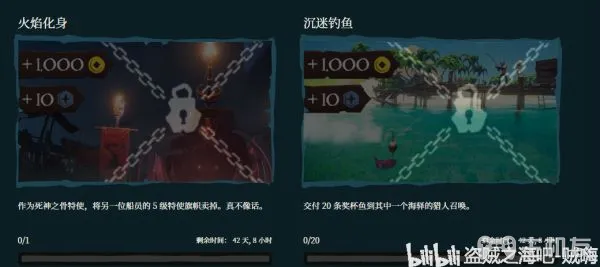 火焰化身
沉迷钓鱼
+1,000
+10
+1,000
+10
作为死神之骨特使，将另一位船员的 5 级特使旗帜卖掉。真不像话。
交付 20 条奖杯鱼到其中一个海驿的猎人召唤。
0/1
剩余时间： 42 天, 8 小时
0/20
bilibili 盗贼之海吧-贼嗨